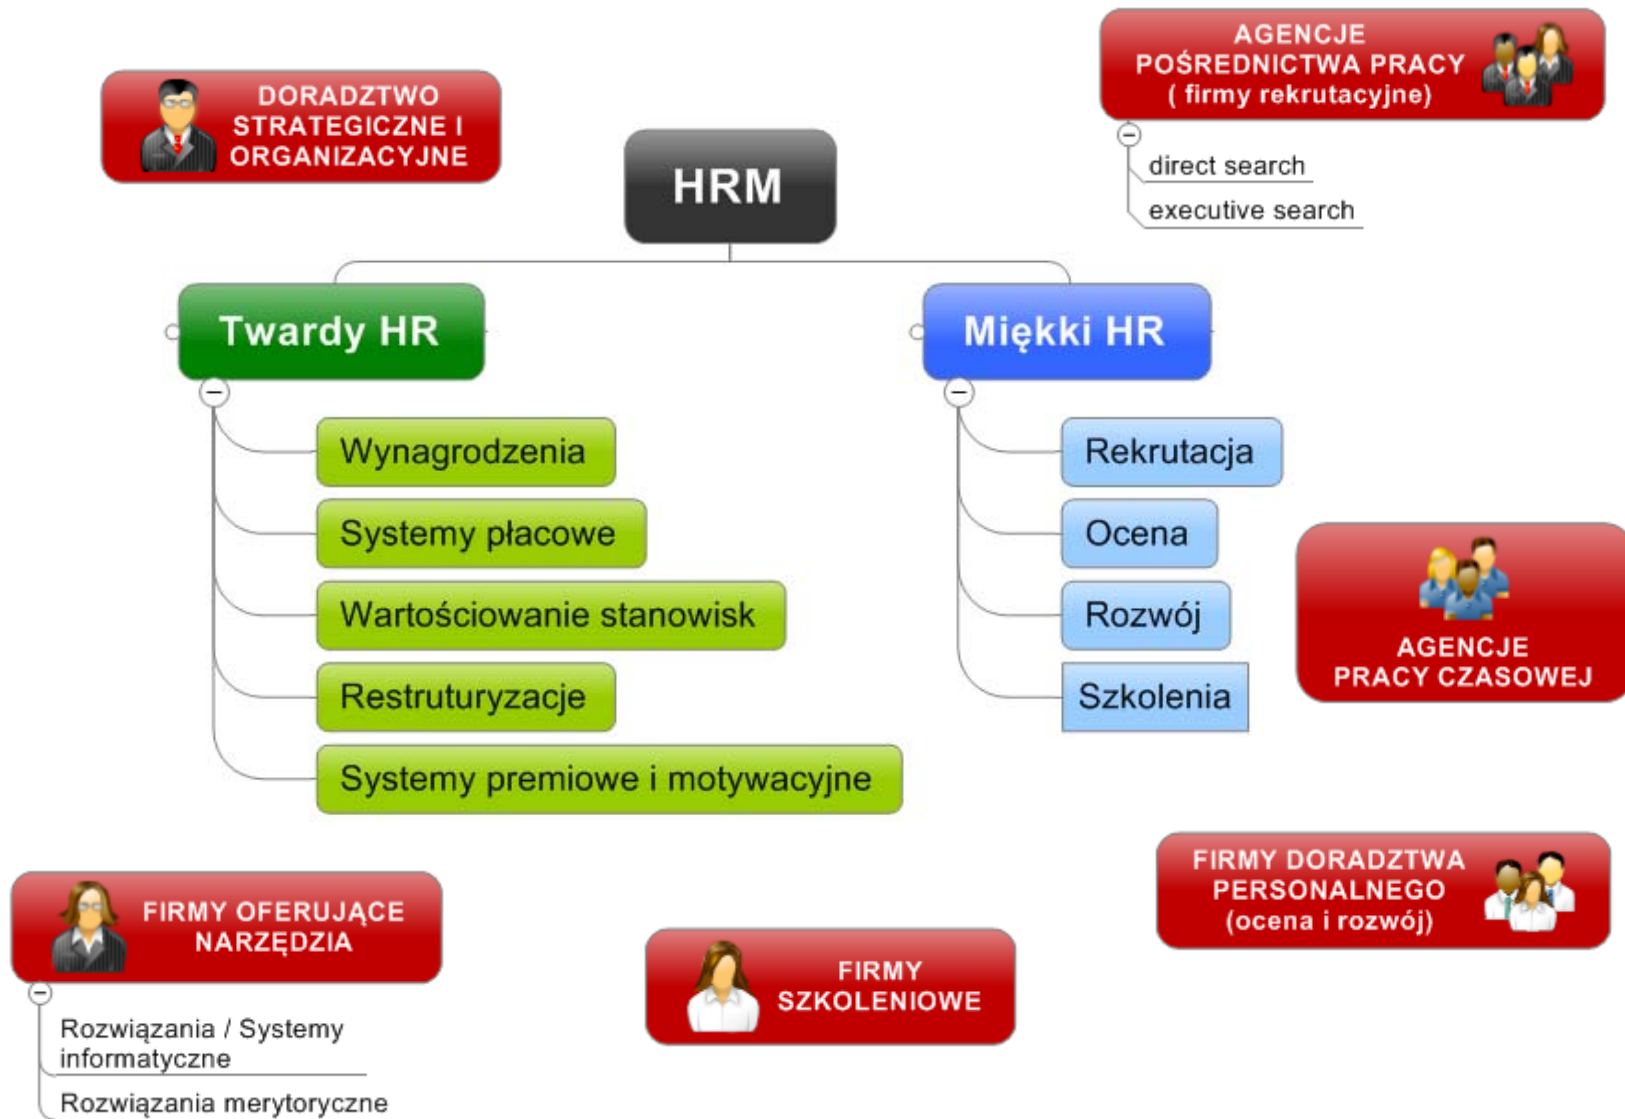 DORADZTWO
STRATEGICZNE I
ORGANIZACYJNE
AGENCJE
POŚREDNICTWA PRACY
( firmy rekrutacyjne)
direct search
executive search
HRM
Twardy HR
Wynagrodzenia
Systemy płacowe
Wartościowanie stanowisk
Restruturyzacje
Systemy premiowe i motywacyjne
Miękki HR
Rekrutacja
Ocena
Rozwój
Szkolenia
AGENCJE
PRACY CZASOWEJ
FIRMY DORADZTWA
PERSONALNEGO
(ocena i rozwój)
FIRMY OFERUJĄCE
NARZĘDZIA
Rozwiązania / Systemy
informatyczne
Rozwiązania merytoryczne
FIRMY
SZKOLENIOWE